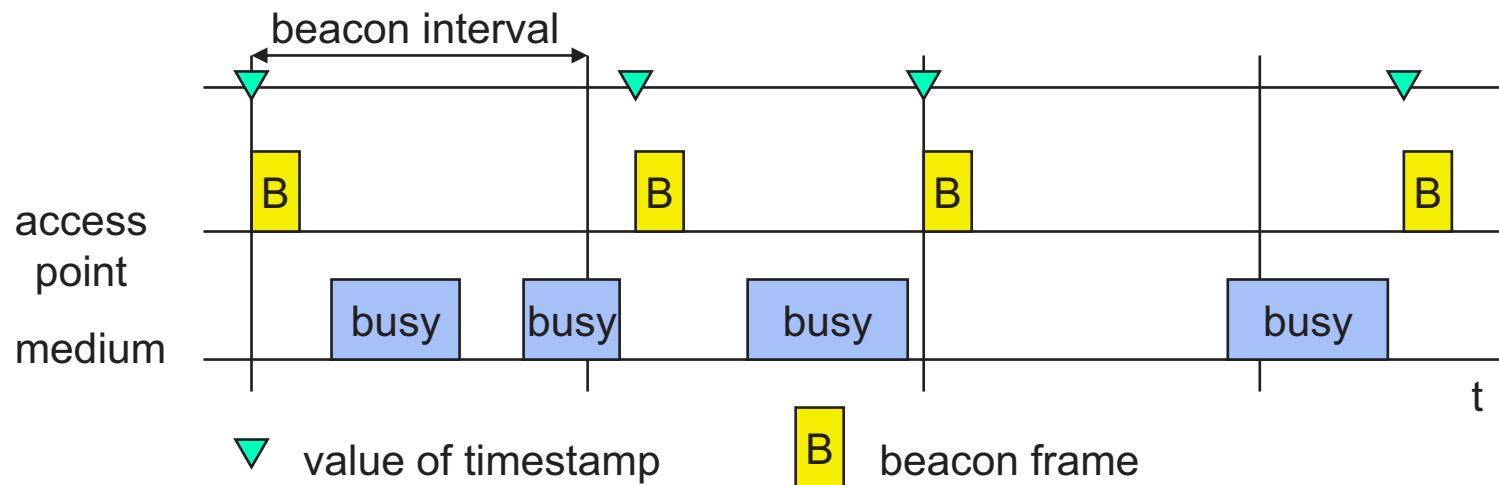 beacon interval
B B B B
access
point
busy busy busy busy
medium
t
value of timestamp B beacon frame